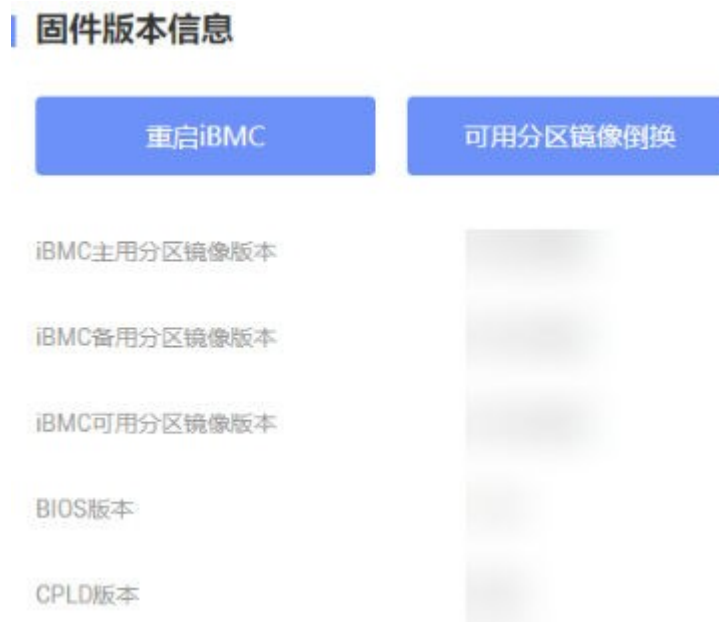 固件版本信息
重启iBMC
可用分区镜像倒换
iBMC主用分区镜像版本
iBMC备用分区镜像版本
iBMC可用分区镜像版本
BIOS版本
CPLD版本